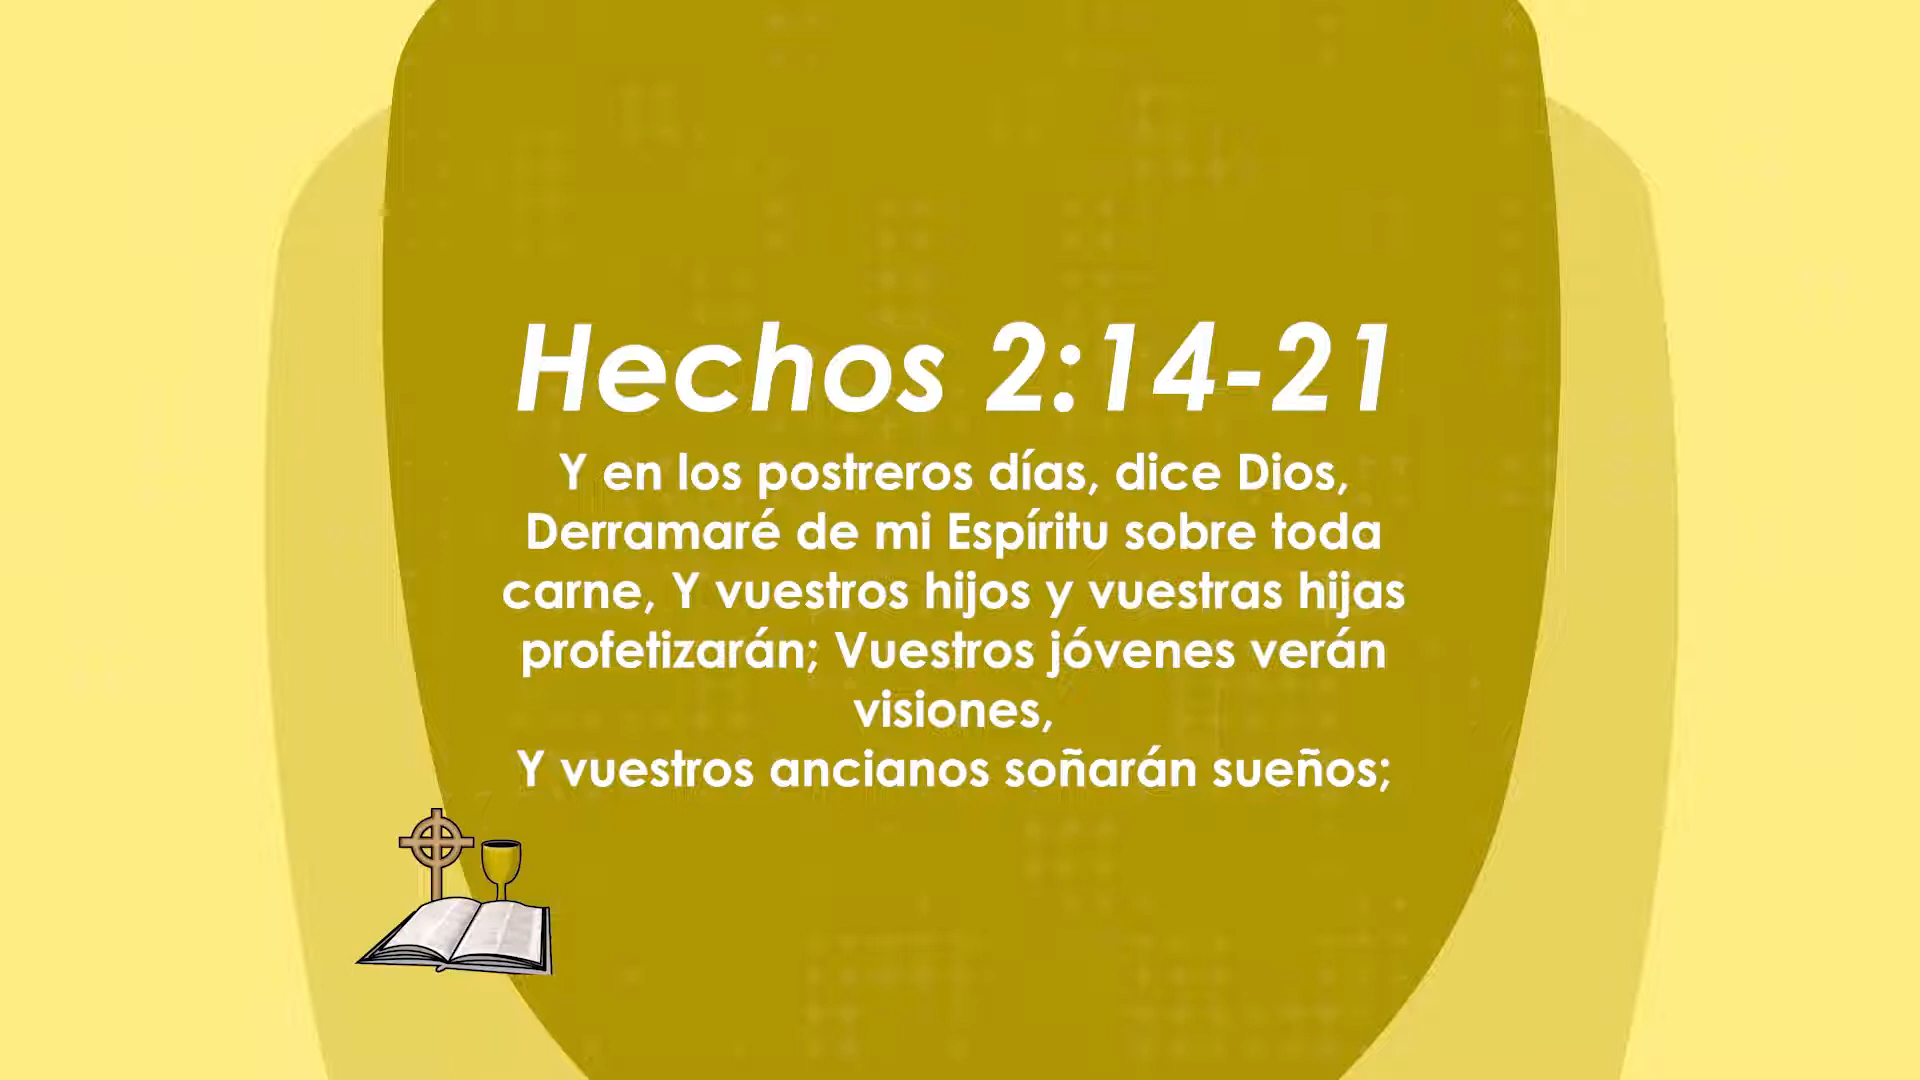 Hechos 2:14-21
Y en los postreros días, dice Dios,
Derramaré de mi Espíritu sobre toda
carne, Y vuestros hijos y vuestras hijas
profetizarán; Vuestros jóvenes verán
visiones,
Y vuestros ancianos soñarán sueños;